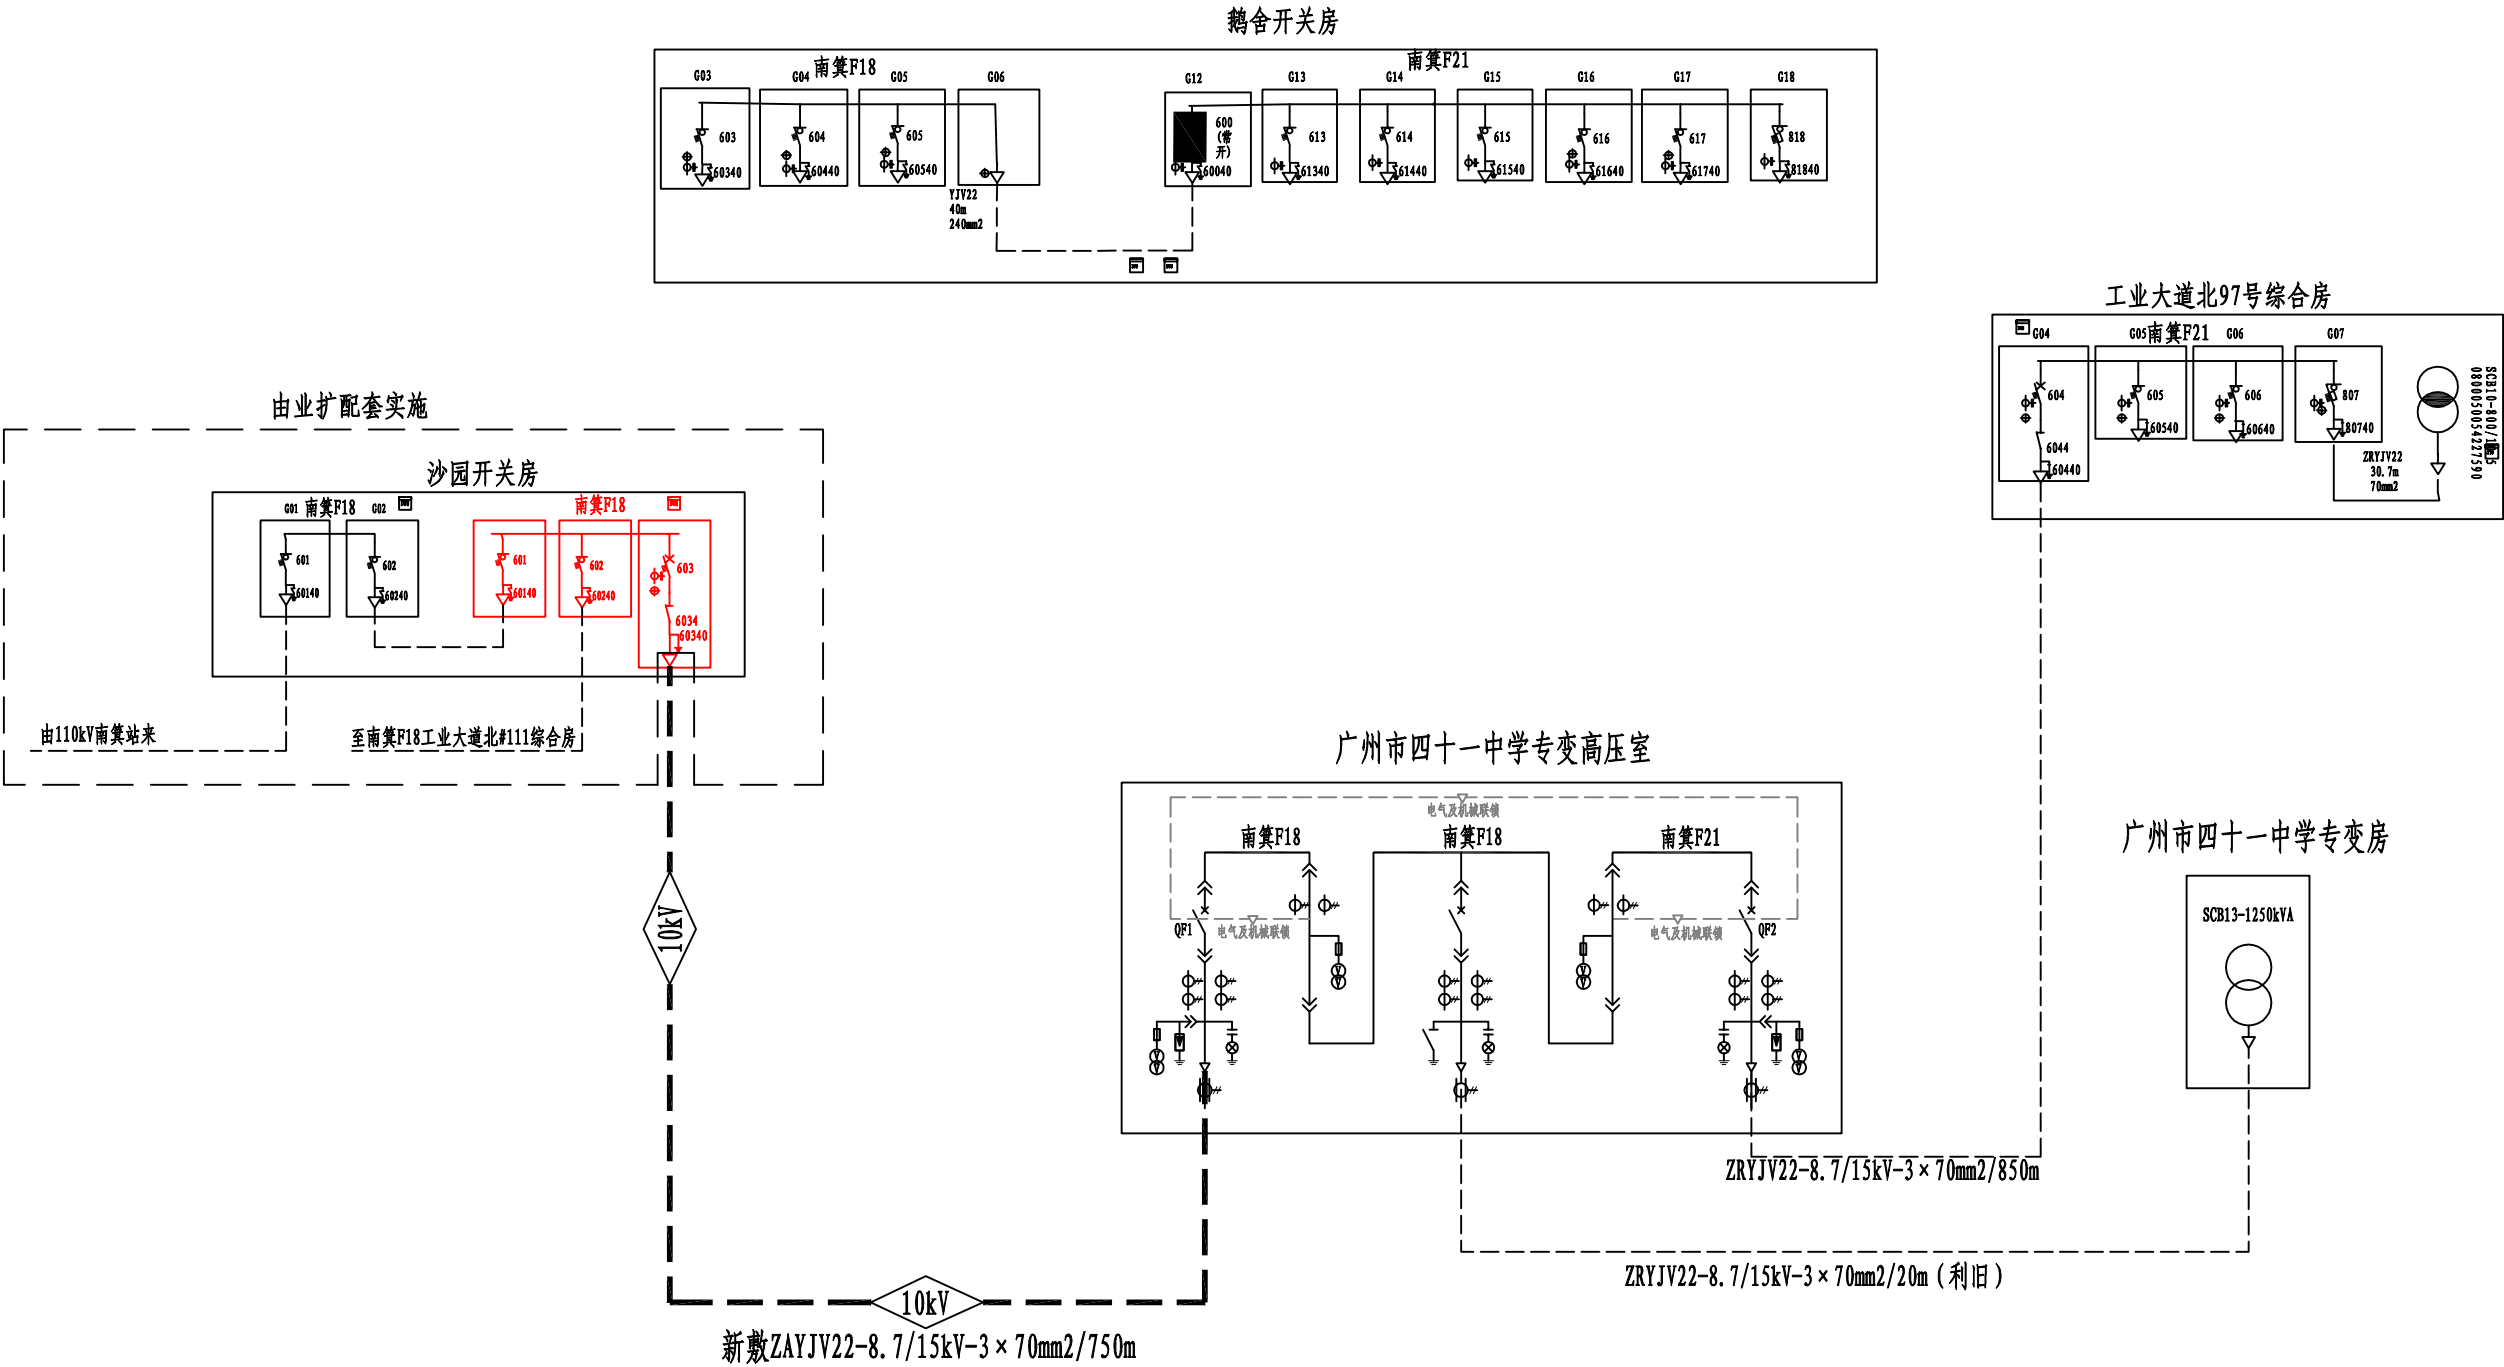 鹅舍开关房
南箕F18
南箕F21
G03
G04
G05
G06
G12
G13
G14
G15
G16
G17
G18
603
604
605
600
(常
开)
613
614
615
616
617
818
60340
60440
60540
60040
61340
61440
61540
61640
61740
81840
YJV22
40m
240mm2
工业大道北97号综合房
南箕F21
G04
G05
G06
G07
604
605
606
807
6044
60440
60540
60640
80740
ZRYJV22
30.7m
70mm2
0800050054227590
由业扩配套实施
沙园开关房
G01
南箕F18
G02
南箕F18
601
602
601
602
603
60140
60240
60140
60240
6034
60340
由110kV南箕站来
至南箕F18工业大道北#111综合房
10kV
广州市四十一中学专变高压室
电气及机械联锁
南箕F18
南箕F18
南箕F21
QF1
电气及机械联锁
电气及机械联锁
QF2
广州市四十一中学专变房
SCB13-1250kVA
ZRYJV22-8.7/15kV-3×70mm2/850m
ZRYJV22-8.7/15kV-3×70mm2/20m(利旧)
10kV
新敷ZAYJV22-8.7/15kV-3×70mm2/750m